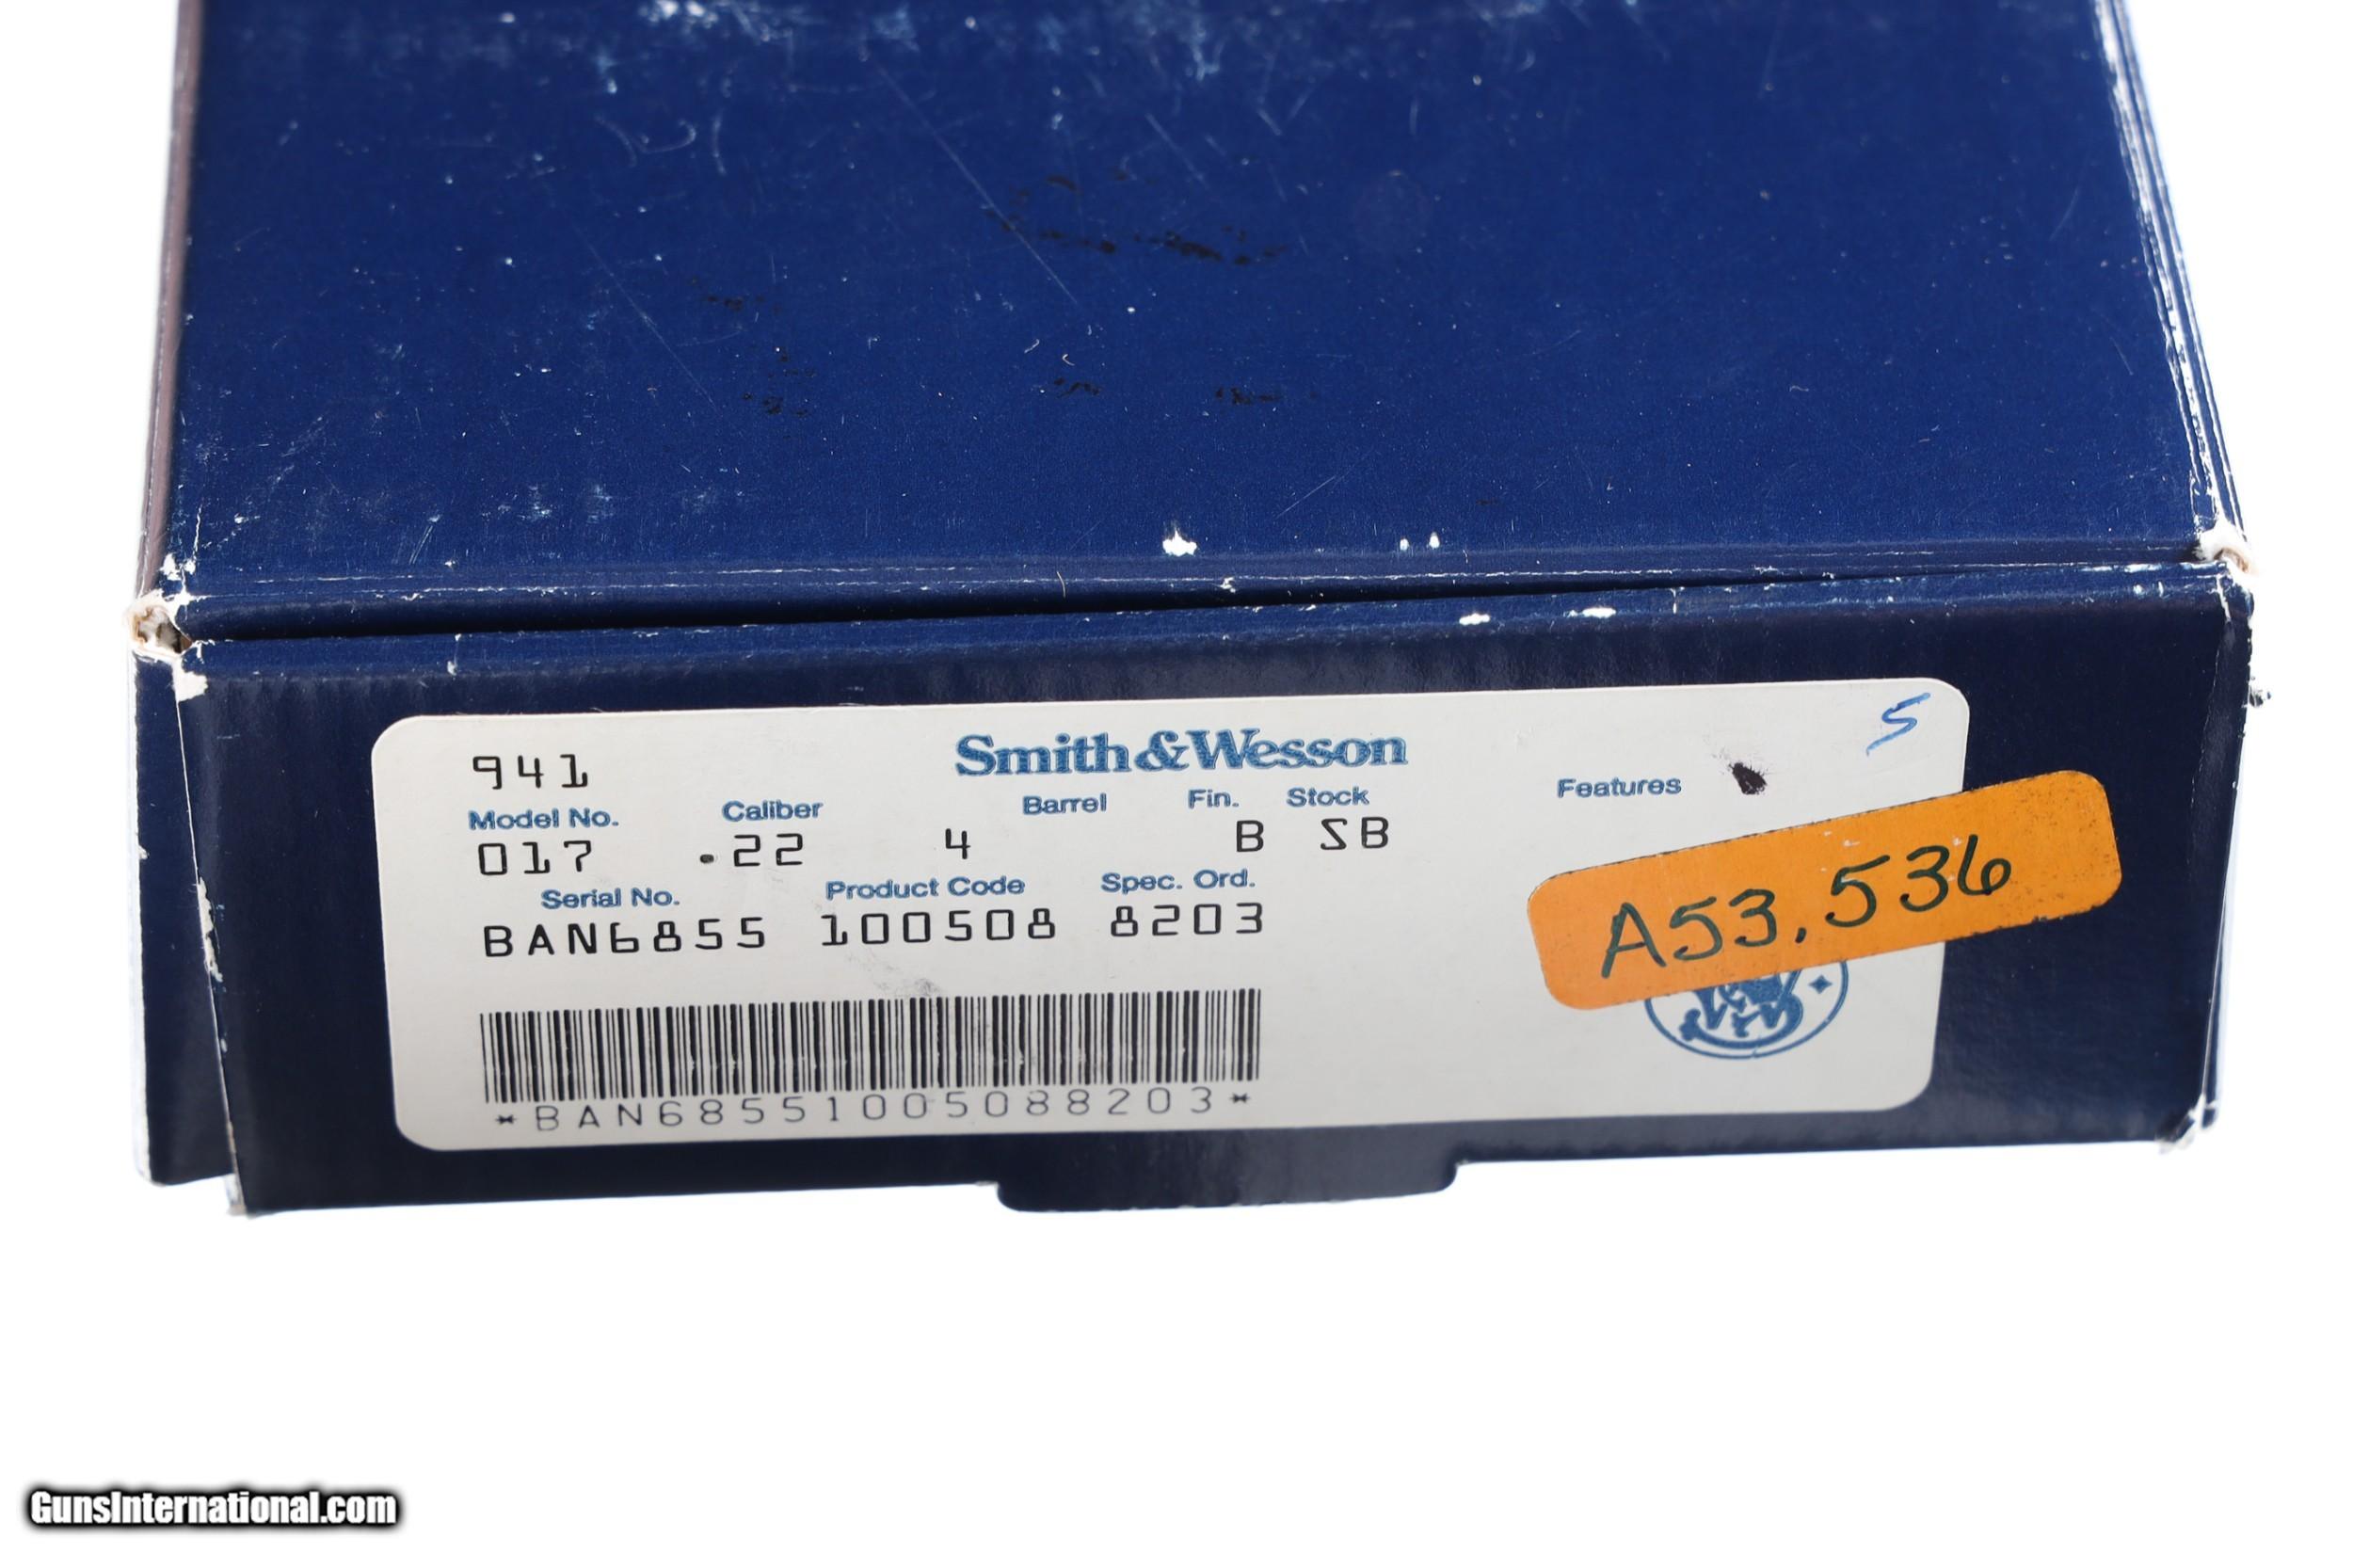 941
Smith & Wesson
S
Model No. Caliber Barrel Fin. Stock Features
017 .22 4 B SB
Serial No. Product Code Spec. Ord.
BAN6855 100508 8203
A53,536
*BAN68551005088203*
GunsInternational.com